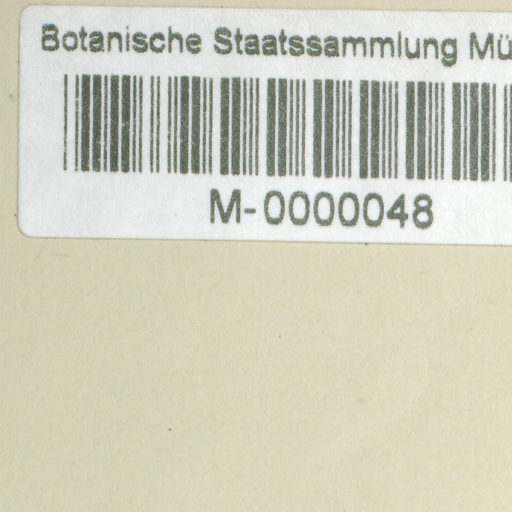 Botanische Staatssammlung Mü
M-0000048